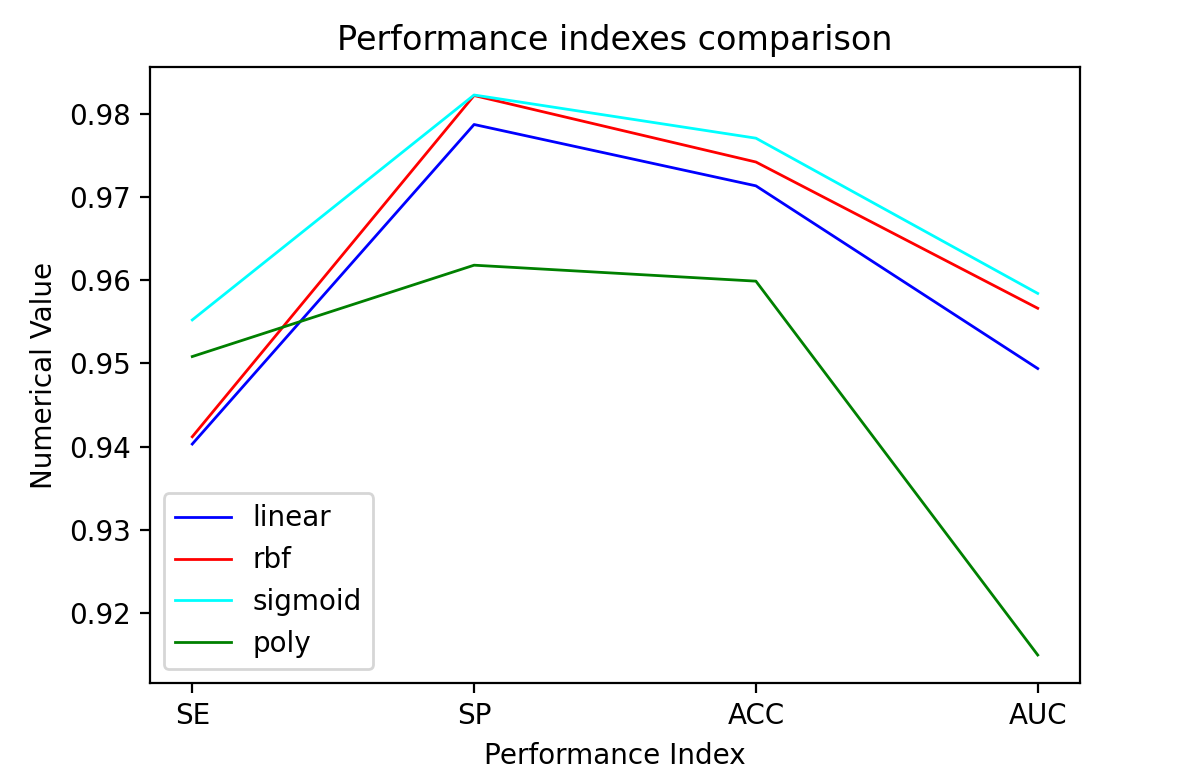 Performance indexes comparison
Numerical Value
0.98
0.97
0.96
0.95
0.94
0.93
0.92
linear
rbf
sigmoid
poly
SE SP ACC AUC
Performance Index